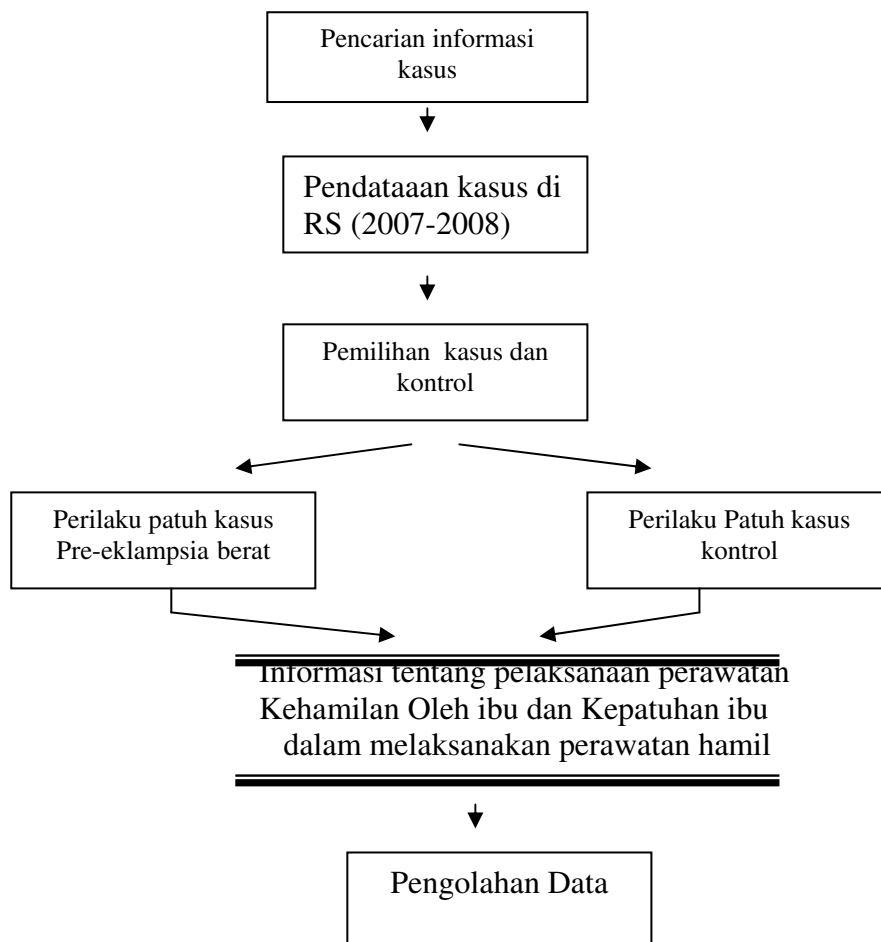 Pencarian informasi
kasus
Pendataaan kasus di
RS (2007-2008)
Pemilihan kasus dan
kontrol
Perilaku patuh kasus
Pre-eklampsia berat
Perilaku Patuh kasus
kontrol
Informasi tentang pelaksanaan perawatan
Kehamilan Oleh ibu dan Kepatuhan ibu
dalam melaksanakan perawatan hamil
Pengolahan Data